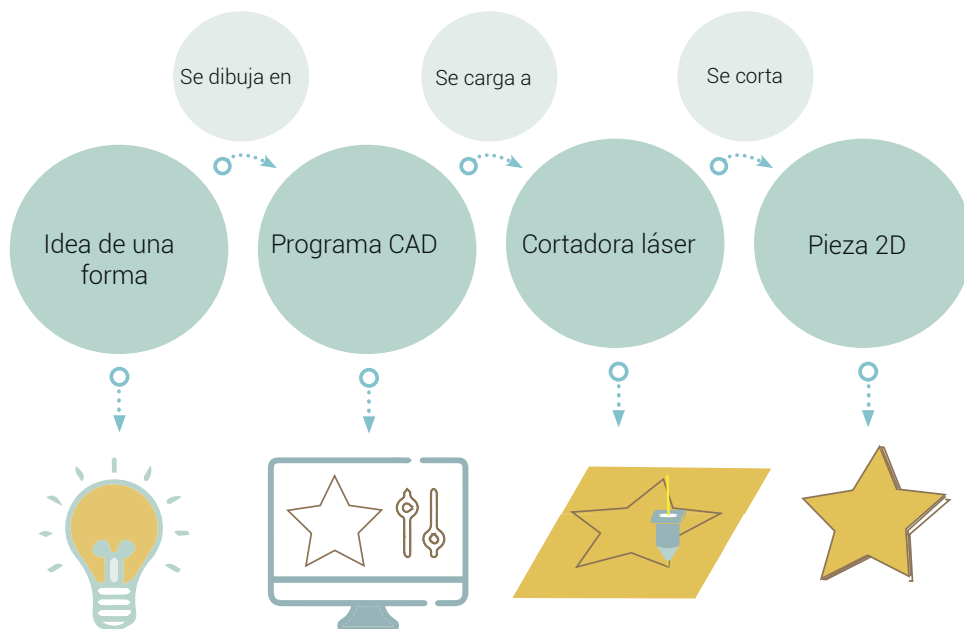 Se dibuja en
Se carga a
Se corta
Idea de una
forma
Programa CAD
Cortadora láser
Pieza 2D